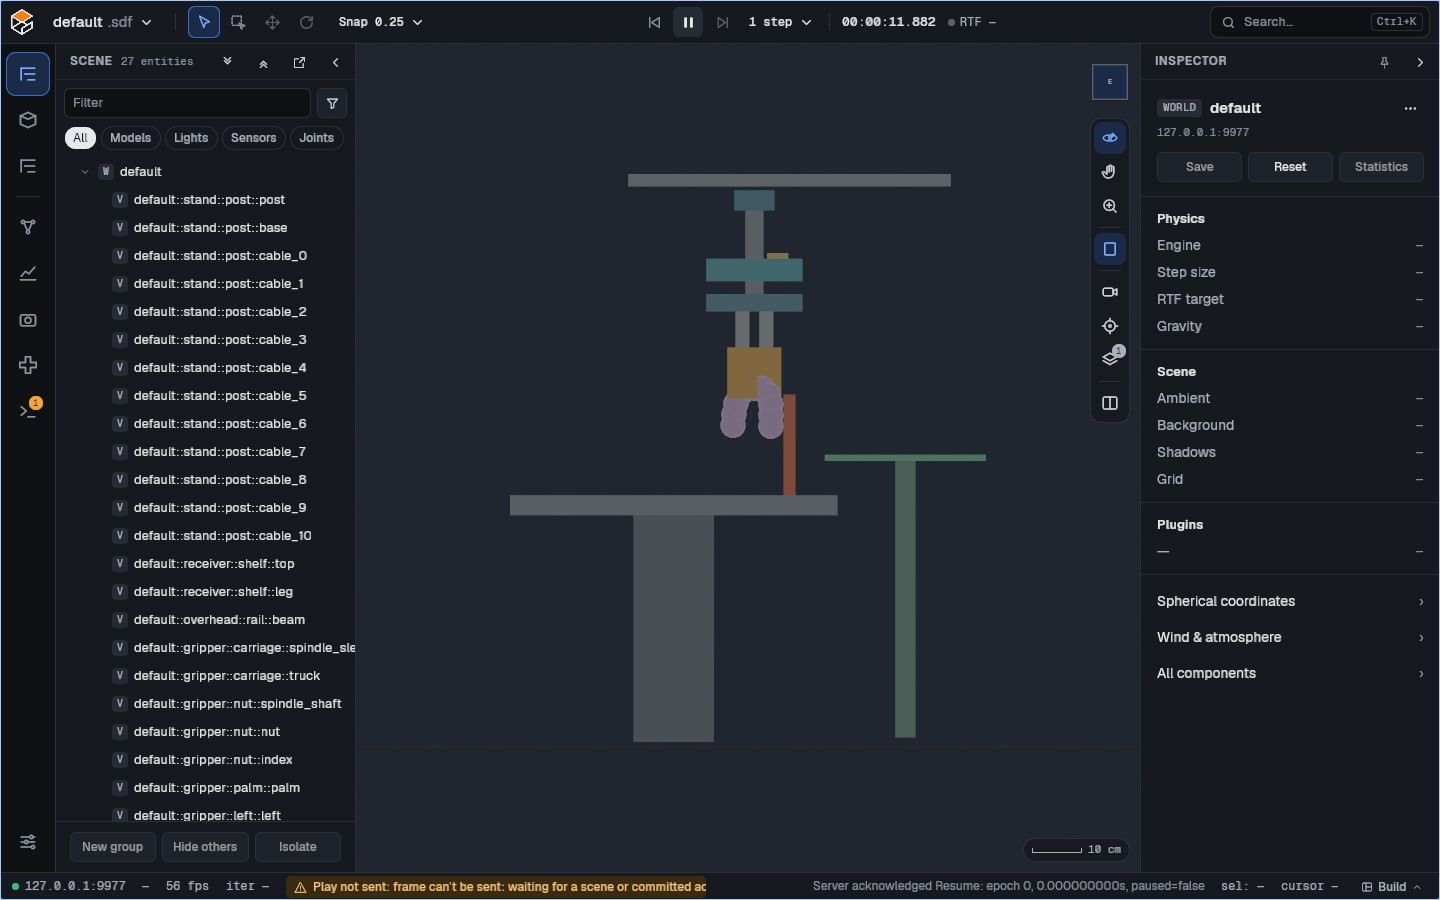 default .sdf
Snap 0.25
1 step
00:00:11.882
RTF –
Search...
Ctrl+K
SCENE 27 entities
Filter
All
Models
Lights
Sensors
Joints
W default
V default::stand::post::post
V default::stand::post::base
V default::stand::post::cable_0
V default::stand::post::cable_1
V default::stand::post::cable_2
V default::stand::post::cable_3
V default::stand::post::cable_4
V default::stand::post::cable_5
V default::stand::post::cable_6
V default::stand::post::cable_7
V default::stand::post::cable_8
V default::stand::post::cable_9
V default::stand::post::cable_10
V default::receiver::shelf::top
V default::receiver::shelf::leg
V default::overhead::rail::beam
V default::gripper::carriage::spindle_sle
V default::gripper::carriage::truck
V default::gripper::nut::spindle_shaft
V default::gripper::nut::nut
V default::gripper::nut::index
V default::gripper::palm::palm
V default::gripper::left::left
New group
Hide others
Isolate
1
E
1
10 cm
INSPECTOR
WORLD default
127.0.0.1:9977
Save
Reset
Statistics
Physics
Engine –
Step size –
RTF target –
Gravity –
Scene
Ambient –
Background –
Shadows –
Grid –
Plugins
— –
Spherical coordinates
Wind & atmosphere
All components
127.0.0.1:9977 – 56 fps iter –
Play not sent: frame can't be sent: waiting for a scene or committed ac
Server acknowledged Resume: epoch 0, 0.000000000s, paused=false
sel: – cursor –
Build